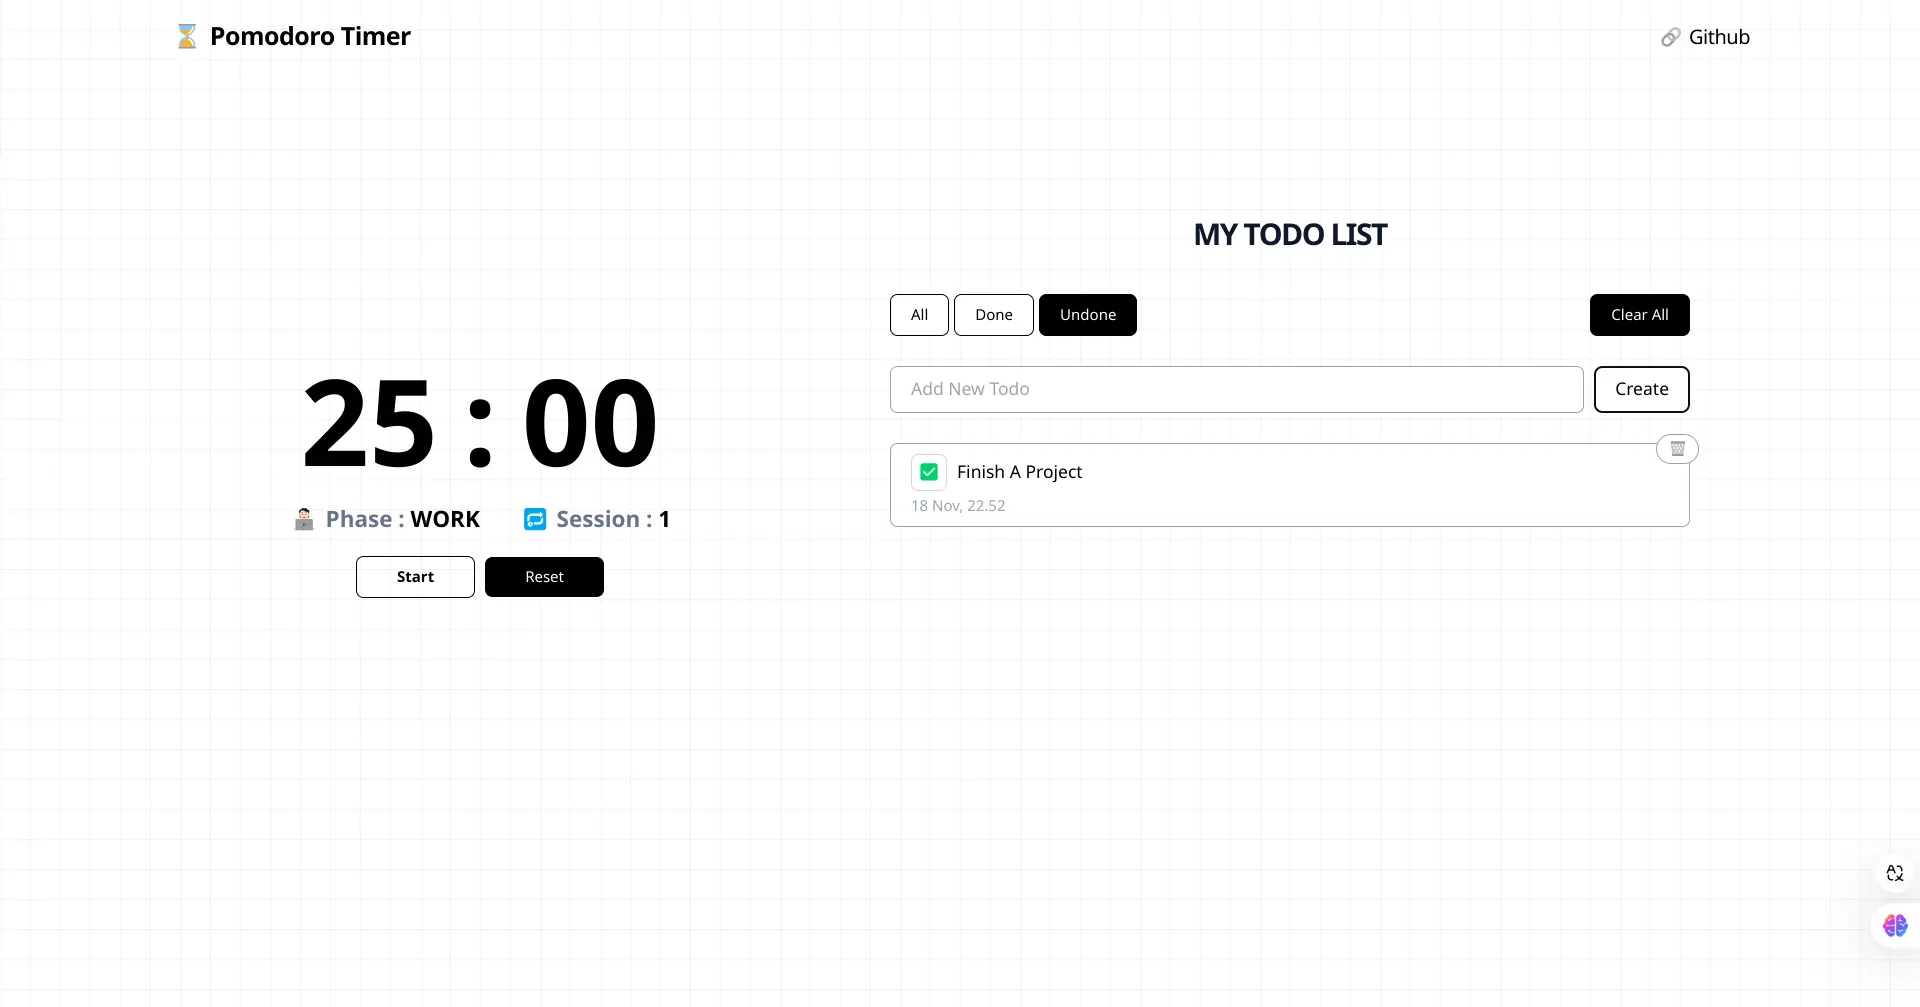 ⏳ Pomodoro Timer
🔗 Github
25 : 00
👨🏻‍💻 Phase : WORK 🔁 Session : 1
Start Reset
MY TODO LIST
All Done Undone Clear All
Add New Todo Create
✅ Finish A Project
18 Nov, 22.52